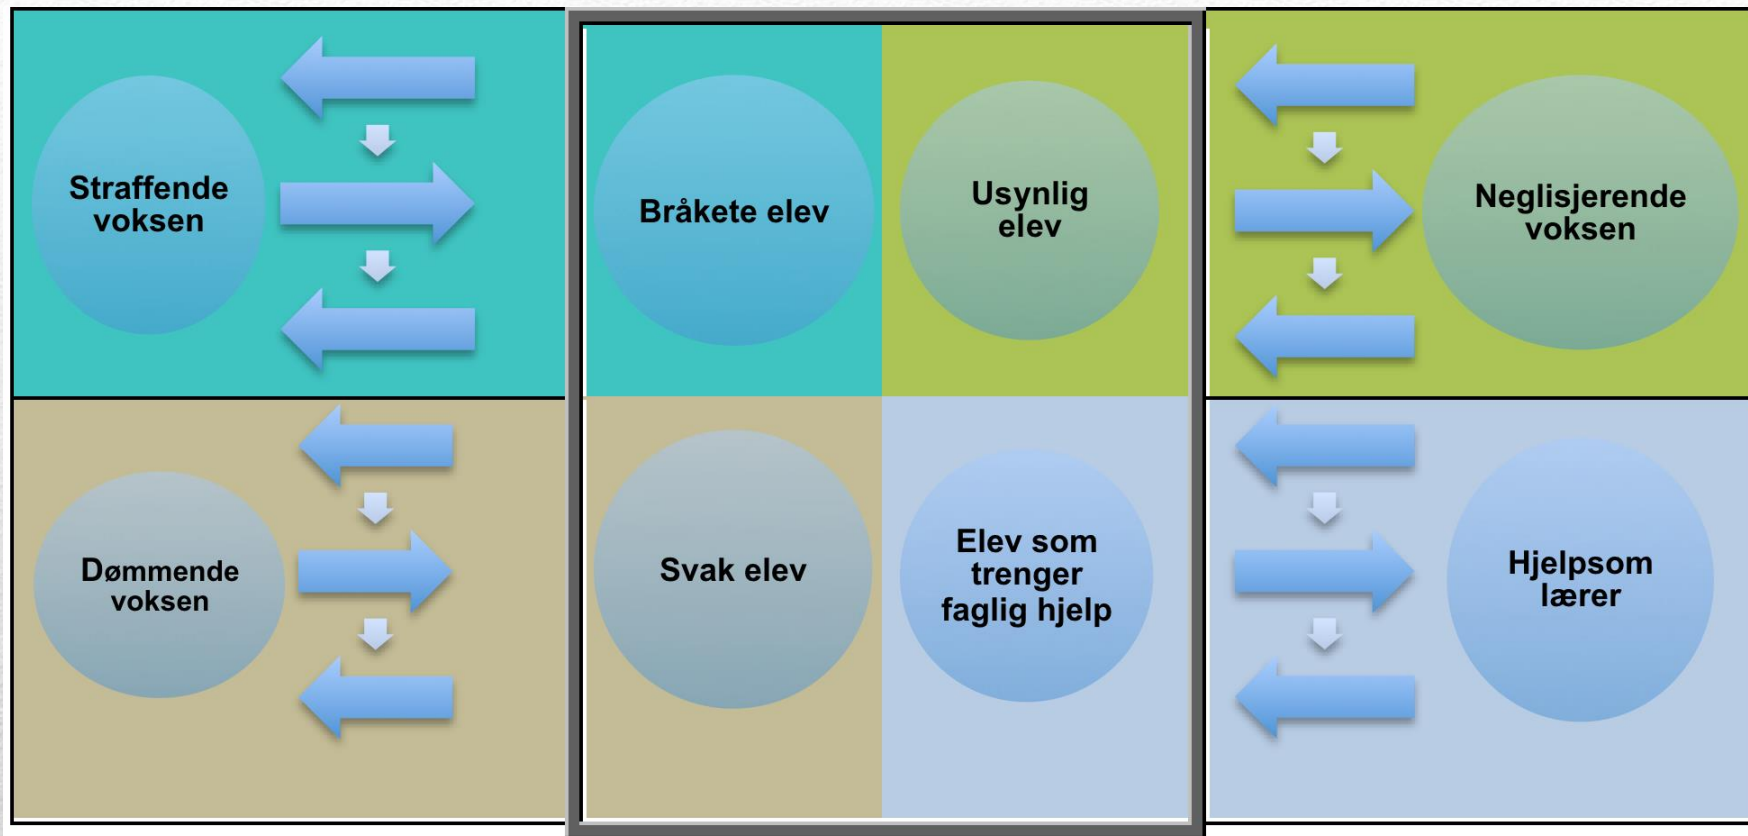 Straffende
voksen
Bråkete elev
Usynlig
elev
Neglisjerende
voksen
Dømmende
voksen
Svak elev
Elev som
trenger
faglig hjelp
Hjelpsom
lærer